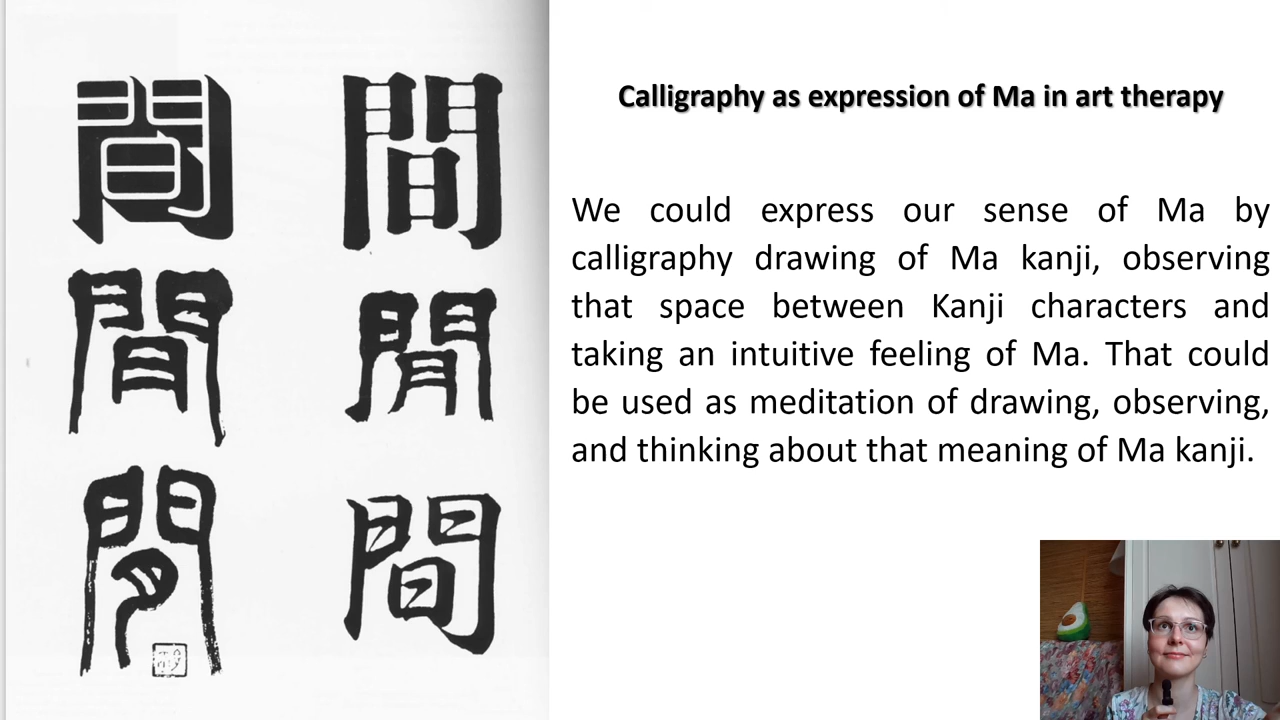 間 間
間 閒
間
Calligraphy as expression of Ma in art therapy
We could express our sense of Ma by
calligraphy drawing of Ma kanji, observing
that space between Kanji characters and
taking an intuitive feeling of Ma. That could
be used as meditation of drawing, observing,
and thinking about that meaning of Ma kanji.